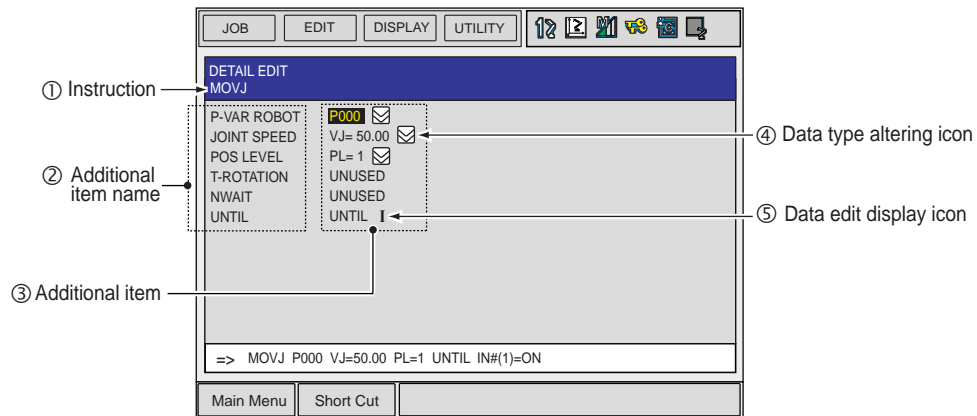 JOB EDIT DISPLAY UTILITY
DETAIL EDIT
MOVJ
① Instruction
P-VAR ROBOT P000
JOINT SPEED VJ= 50.00
④ Data type altering icon
POS LEVEL PL= 1
T-ROTATION UNUSED
② Additional item name
NWAIT UNUSED
UNTIL UNTIL
⑤ Data edit display icon
③ Additional item
=> MOVJ P000 VJ=50.00 PL=1 UNTIL IN#(1)=ON
Main Menu Short Cut